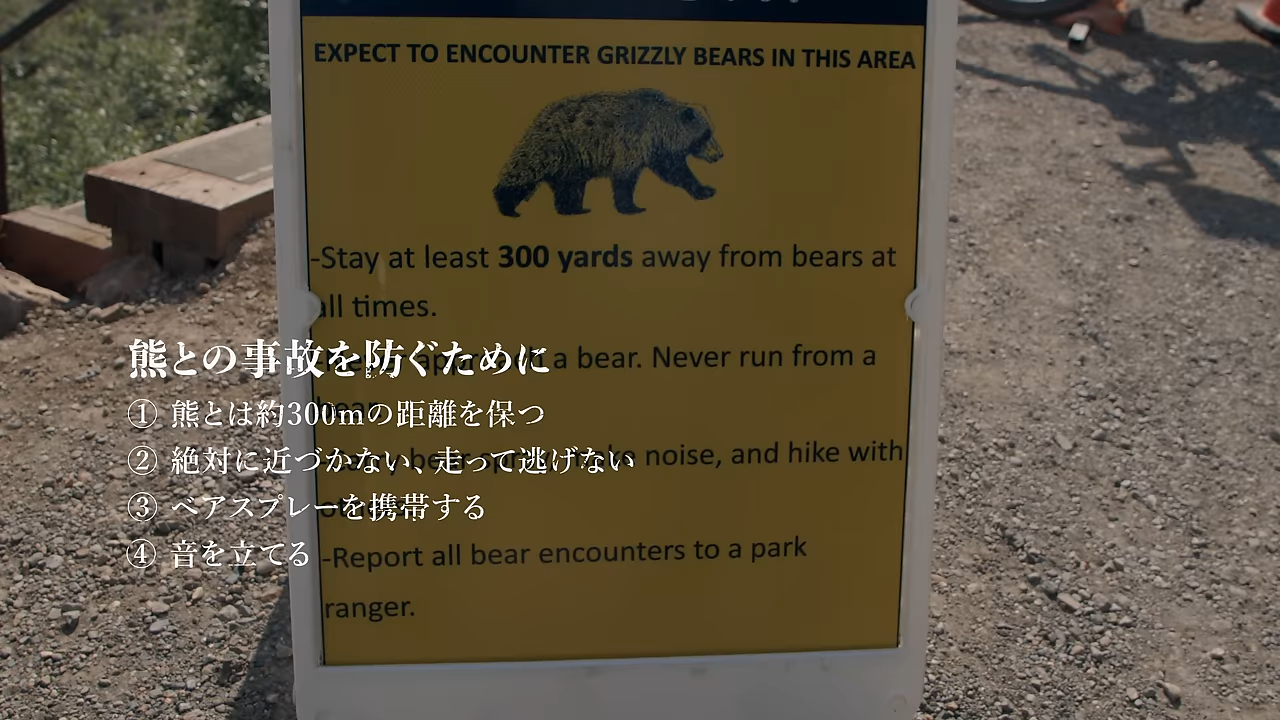 EXPECT TO ENCOUNTER GRIZZLY BEARS IN THIS AREA
-Stay at least 300 yards away from bears at
all times.
a bear. Never run from a
noise, and hike with
-Report all bear encounters to a park
ranger.
熊との事故を防ぐために
① 熊とは約300mの距離を保つ
② 絶対に近づかない、走って逃げない
③ ベアスプレーを携帯する
④ 音を立てる